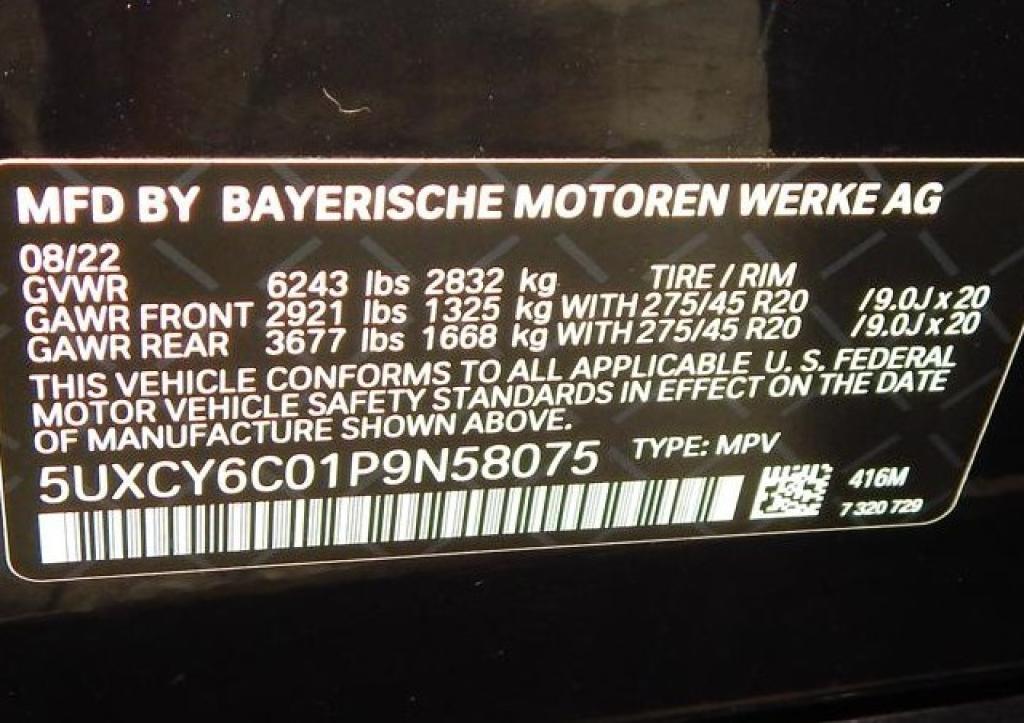 MFD BY BAYERISCHE MOTOREN WERKE AG
08/22
GVWR 6243 lbs 2832 kg TIRE / RIM
GAWR FRONT 2921 lbs 1325 kg WITH 275/45 R20 /9.0J x 20
GAWR REAR 3677 lbs 1668 kg WITH 275/45 R20 /9.0J x 20
THIS VEHICLE CONFORMS TO ALL APPLICABLE U. S. FEDERAL
MOTOR VEHICLE SAFETY STANDARDS IN EFFECT ON THE DATE
OF MANUFACTURE SHOWN ABOVE.
5UXCY6C01P9N58075 TYPE: MPV
416M
7 320 729